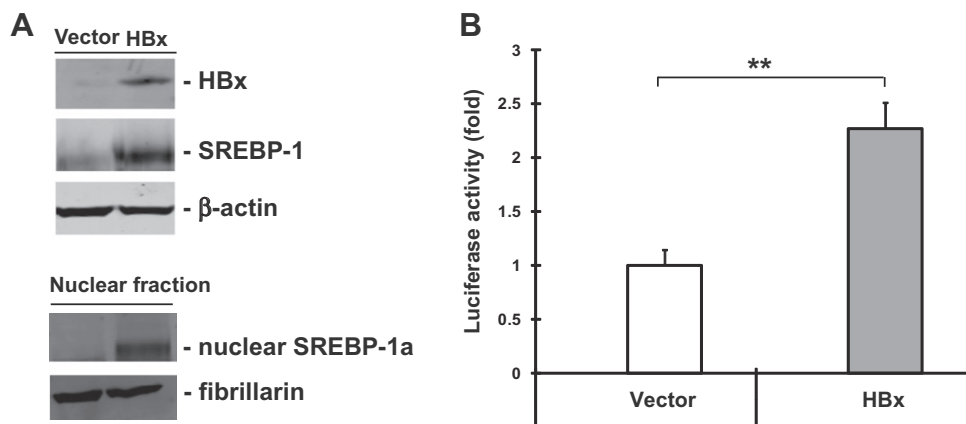 A
Vector HBx
- HBx
- SREBP-1
- β-actin
Nuclear fraction
- nuclear SREBP-1a
- fibrillarin
B
Luciferase activity (fold)
3
2.5
2
1.5
1
0.5
0
**
Vector
HBx